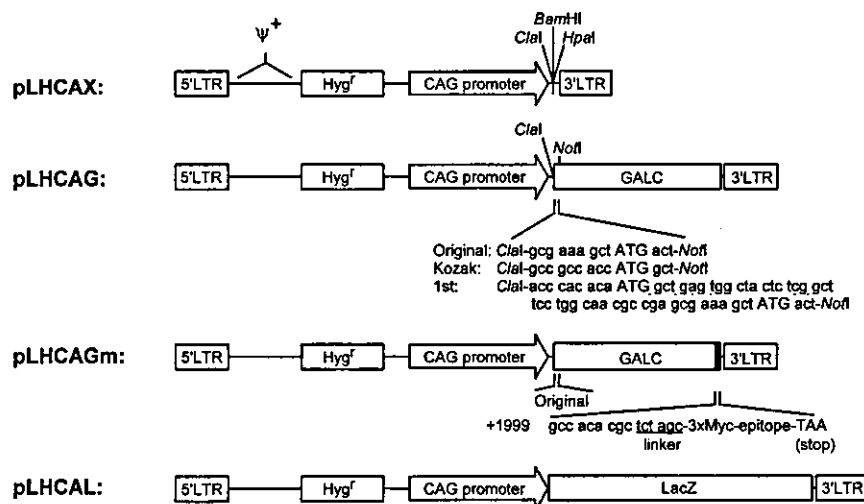 Ψ+
BamHI
ClaI HpaI
pLHCAX: 5'LTR Hygr CAG promoter 3'LTR
ClaI
NotI
pLHCAG: 5'LTR Hygr CAG promoter GALC 3'LTR
Original: ClaI-gcg aaa gct ATG act-NotI
Kozak: ClaI-gcc gcc acc ATG gct-NotI
1st: ClaI-acc cac aca ATG gct gag tgg cta ctc tcg gct
tcc tgg caa cgc cga gcg aaa gct ATG act-NotI
pLHCAGm: 5'LTR Hygr CAG promoter GALC 3'LTR
Original
+1999 gcc aca cgc tct agc-3xMyc-epitope-TAA
linker (stop)
pLHCAL: 5'LTR Hygr CAG promoter LacZ 3'LTR